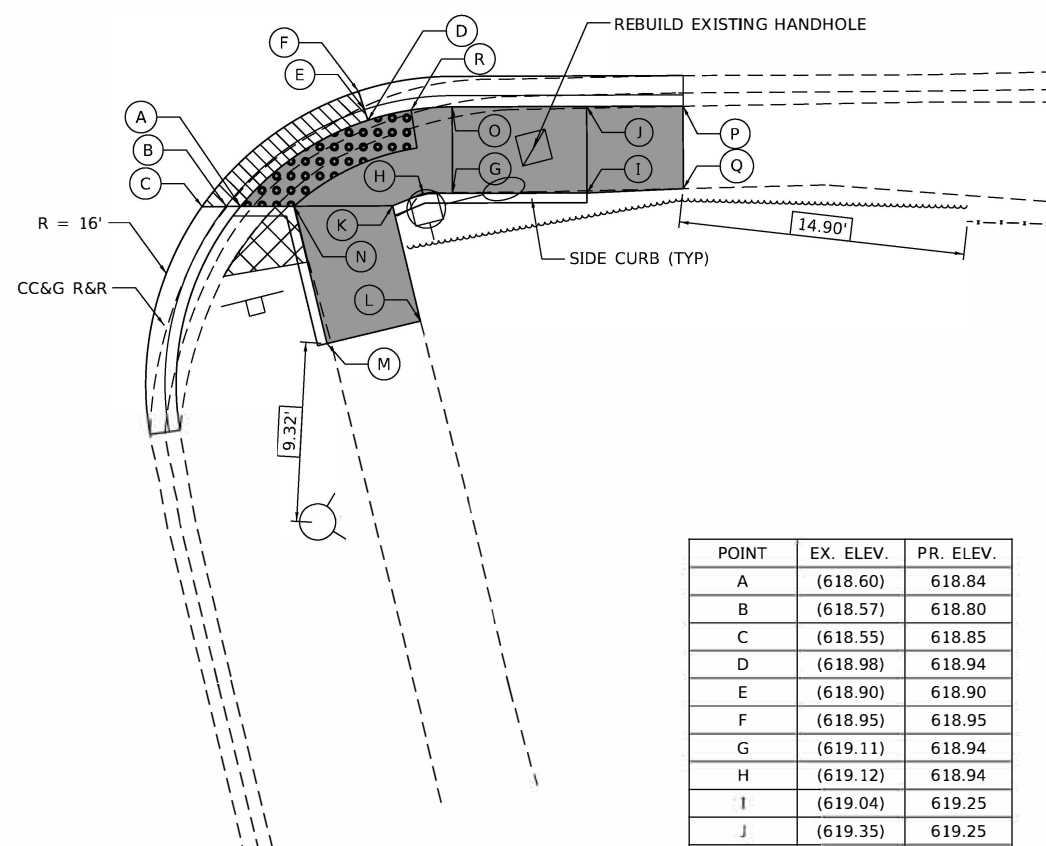 REBUILD EXISTING HANDHOLE
F
D
R
E
A
B
C
O
J
P
G
I
Q
H
K
N
L
M
R = 16'
CC&G R&R
SIDE CURB (TYP)
14.90'
9.32'
POINT EX. ELEV. PR. ELEV.
A (618.60) 618.84
B (618.57) 618.80
C (618.55) 618.85
D (618.98) 618.94
E (618.90) 618.90
F (618.95) 618.95
G (619.11) 618.94
H (619.12) 618.94
I (619.04) 619.25
J (619.35) 619.25